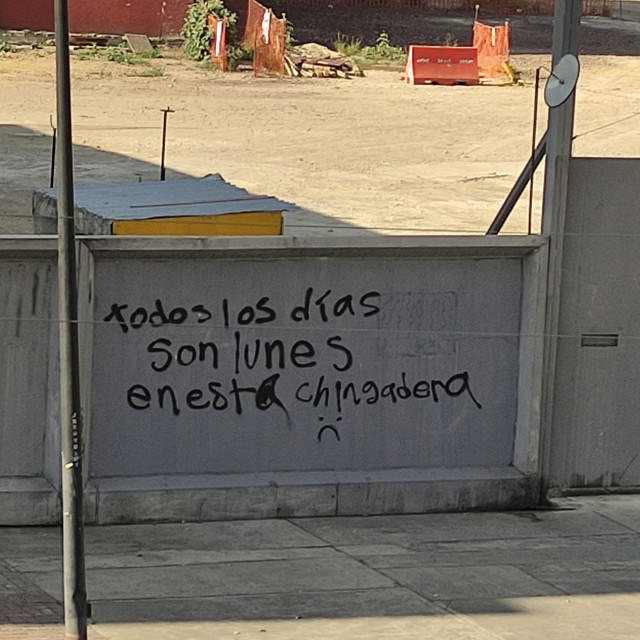 todos los días
son lunes
en esta chingadera
:(